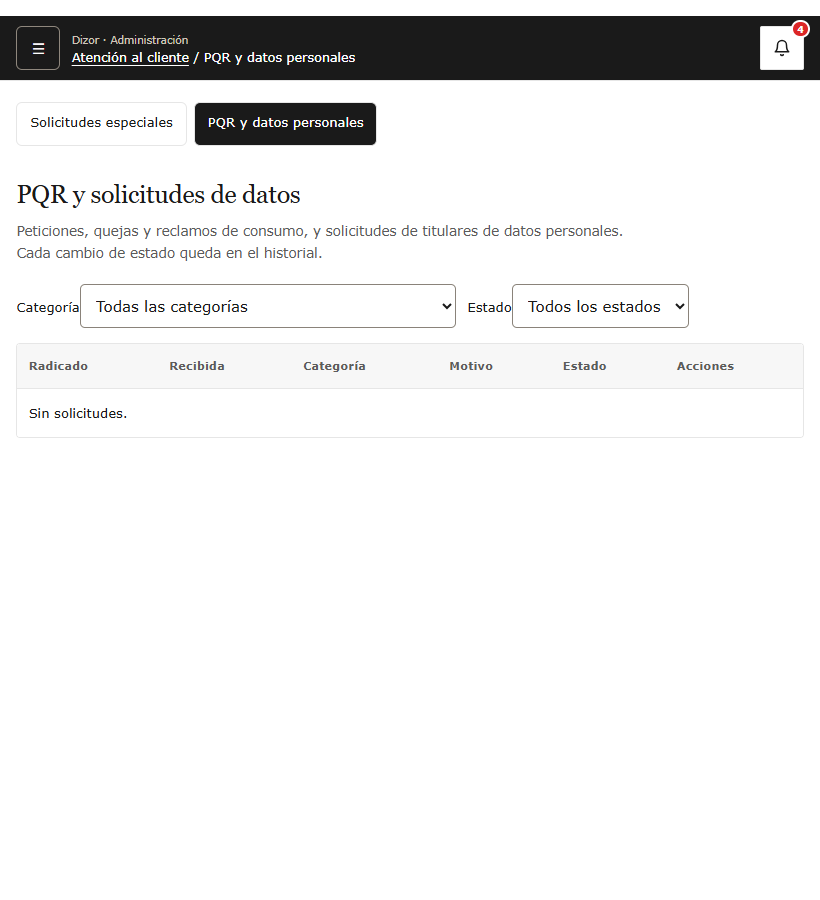 Dizor · Administración
Atención al cliente / PQR y datos personales
4
Solicitudes especiales
PQR y datos personales
PQR y solicitudes de datos
Peticiones, quejas y reclamos de consumo, y solicitudes de titulares de datos personales.
Cada cambio de estado queda en el historial.
Categoría Todas las categorías Estado Todos los estados
Radicado Recibida Categoría Motivo Estado Acciones
Sin solicitudes.